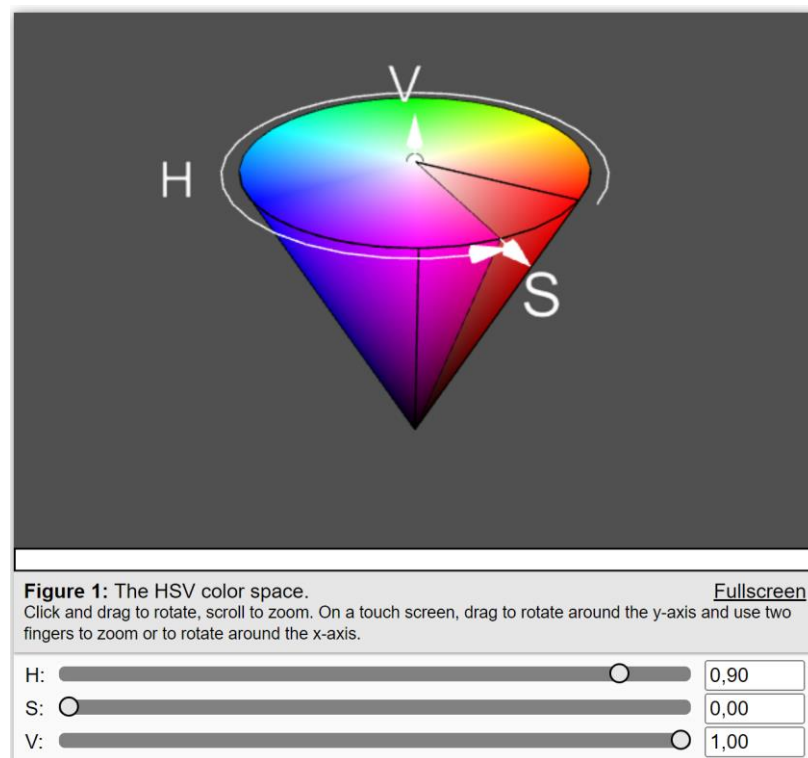 V
H
S
Figure 1: The HSV color space. Fullscreen
Click and drag to rotate, scroll to zoom. On a touch screen, drag to rotate around the y-axis and use two
fingers to zoom or to rotate around the x-axis.
H: 0,90
S: 0,00
V: 1,00